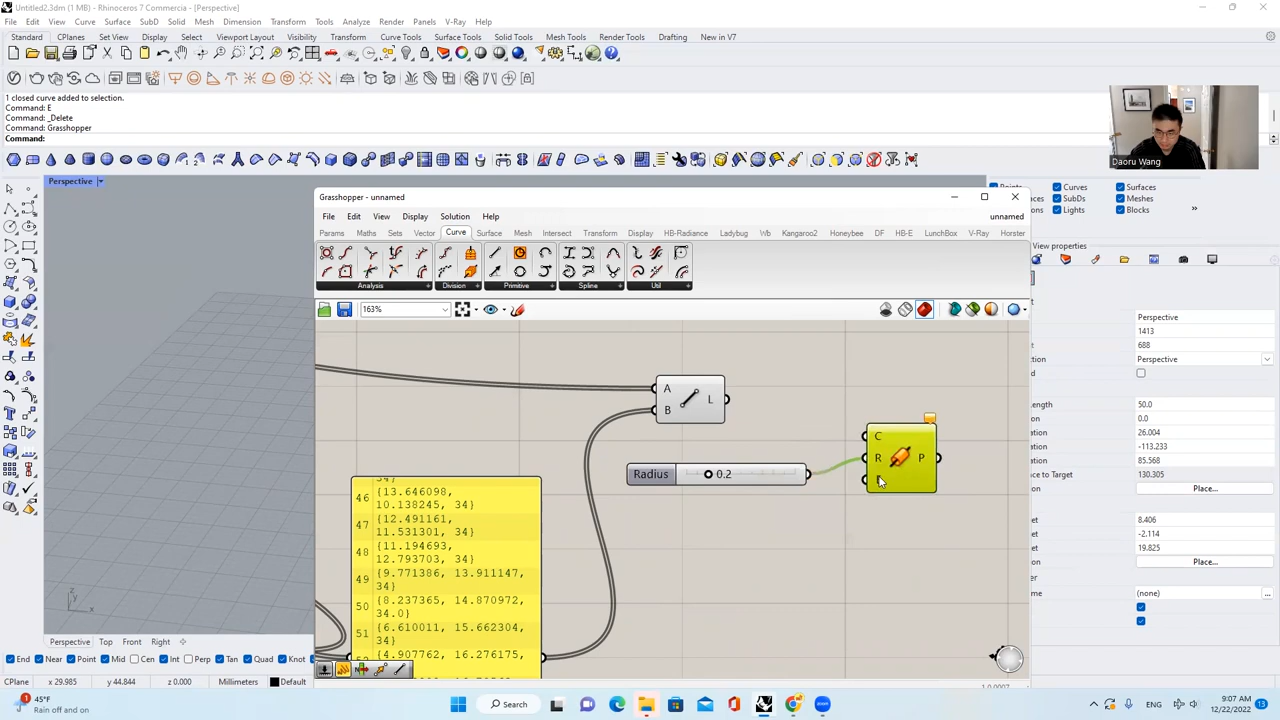 Untitled2.3dm (1 MB) - Rhinoceros 7 Commercia - [Perspective]
File Edit View Curve Surface SubD Solid Mesh Dimension Transform Tools Analyze Render Panels V-Ray Help
Standard CPlanes Set View Display Select Viewport Layout Visibility Transform Curve Tools Surface Tools Solid Tools Mesh Tools Render Tools Drafting New in V7
1 closed curve added to selection.
Command: E
Command: _Delete
Command: Grasshopper
Command:
Daoru Wang
Perspective
Curves Surfaces
SubDs Meshes
Lights Blocks
Grasshopper - unnamed
File Edit View Display Solution Help unnamed
Params Maths Sets Vector Curve Surface Mesh Intersect Transform Display Kangaroo2 Honeybee HB-Radiance Ladybug Wb DF HB-E LunchBox V-Ray Horster
Analysis Division Primitive Spline Util
163%
View properties
Perspective
1413
688
Perspective
50.0
0.0
26.004
-113.233
85.568
to Target 130.305
Place...
8.406
-2.114
19.825
Place...
(none)
A
B
L
Radius 0.2
C
R
P
34}
46 {13.646098, 10.138245, 34}
47 {12.491161, 11.531301, 34}
48 {11.194693, 12.793703, 34}
49 {9.771386, 13.911147, 34}
50 {8.237365, 14.870972, 34.0}
51 {6.610011, 15.662304, 34}
{4.907762, 16.276175,
z
x
Perspective Top Front Right
End Near Point Mid Cen Int Perp Tan Quad Knot
CPlane x 29.985 y 44.844 z 0.000 Millimeters Default
45°F
Rain off and on
Search
9:07 AM
12/22/2022